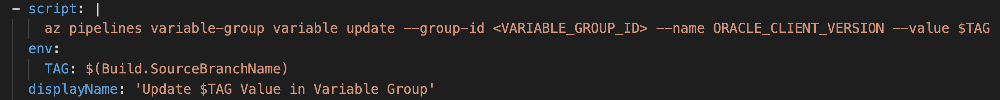 - script: |
az pipelines variable-group variable update --group-id <VARIABLE_GROUP_ID> --name ORACLE_CLIENT_VERSION --value $TAG
env:
TAG: $(Build.SourceBranchName)
displayName: 'Update $TAG Value in Variable Group'